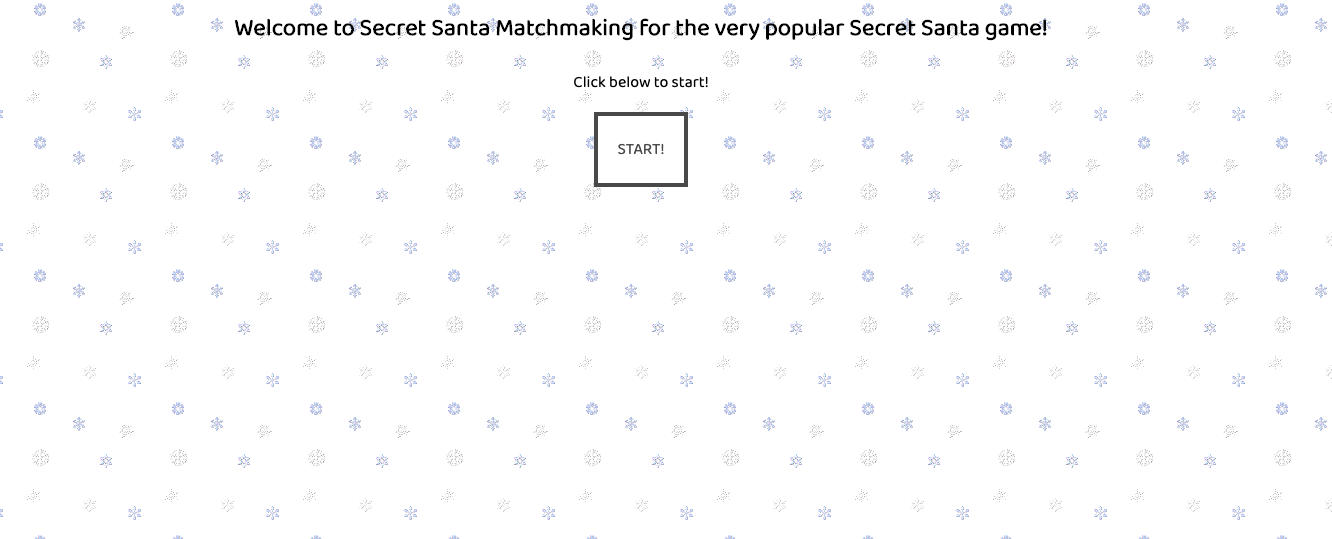 Welcome to Secret Santa Matchmaking for the very popular Secret Santa game!
Click below to start!
START!